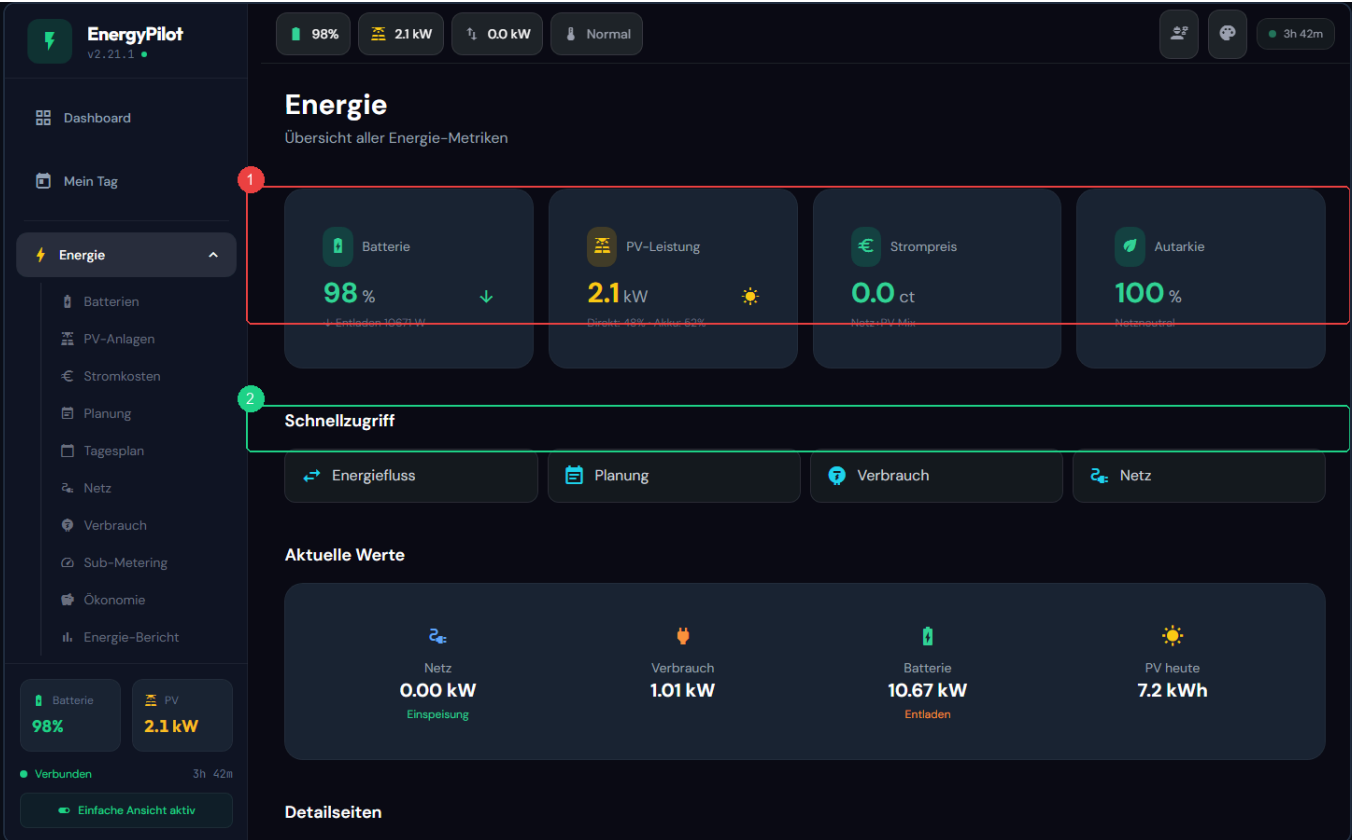 EnergyPilot
v2.21.1
98%
2.1 kW
0.0 kW
Normal
3h 42m
Dashboard
Mein Tag
Energie
Batterien
PV-Anlagen
Stromkosten
Planung
Tagesplan
Netz
Verbrauch
Sub-Metering
Ökonomie
Energie-Bericht
Batterie
98%
PV
2.1 kW
Verbunden
3h 42m
Einfache Ansicht aktiv
Energie
Übersicht aller Energie-Metriken
1
Batterie
98 %
↓ Entladen 10671 W
PV-Leistung
2.1 kW
Direkt: 48% · Akku: 52%
Strompreis
0.0 ct
Netz+PV Mix
Autarkie
100 %
Netzneutral
2
Schnellzugriff
Energiefluss
Planung
Verbrauch
Netz
Aktuelle Werte
Netz
0.00 kW
Einspeisung
Verbrauch
1.01 kW
Batterie
10.67 kW
Entladen
PV heute
7.2 kWh
Detailseiten